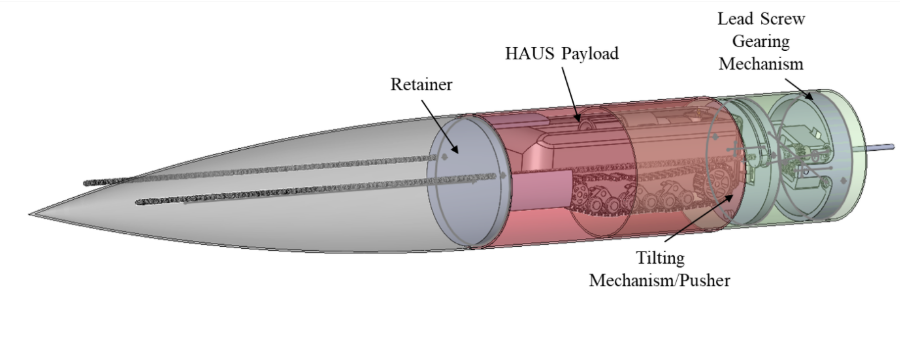 Lead Screw
Gearing
Mechanism
HAUS Payload
Retainer
Tilting
Mechanism/Pusher